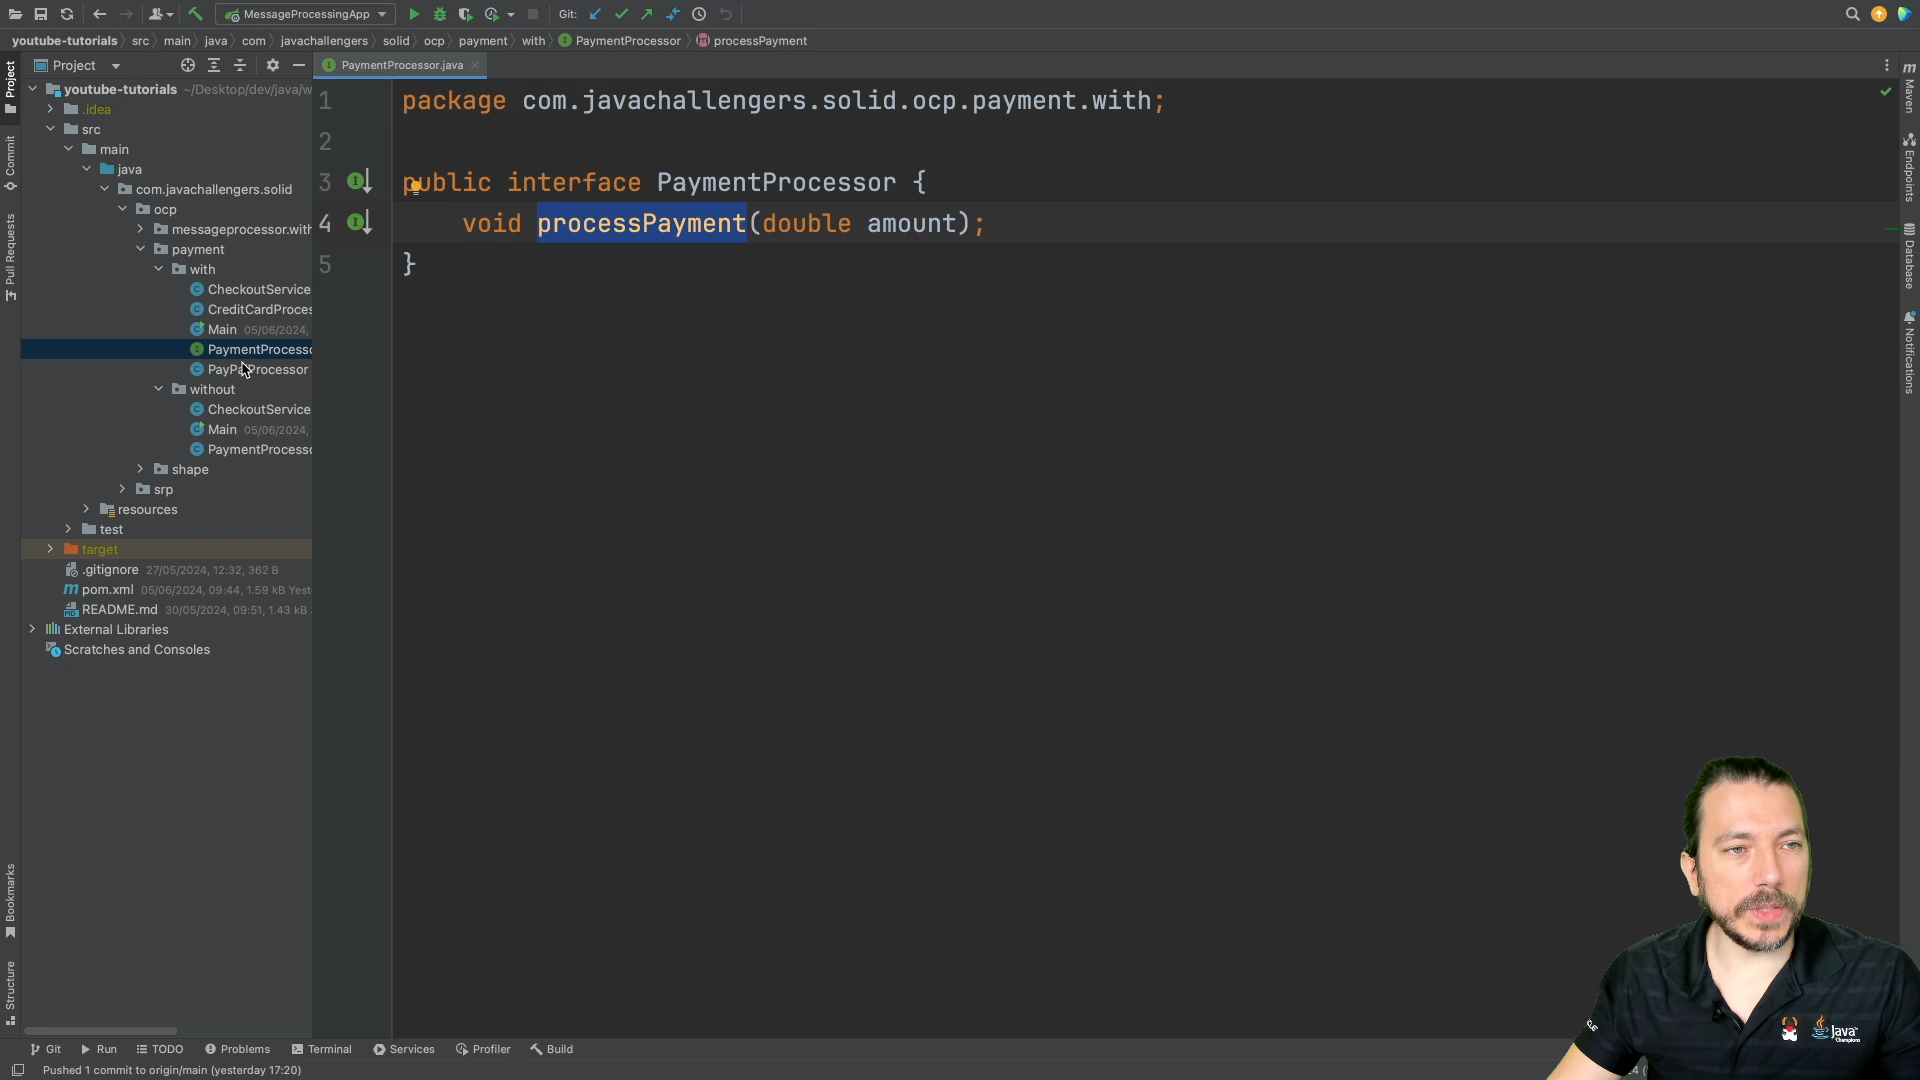 MessageProcessingApp
Git:
youtube-tutorials
src
main
java
com
javachallengers
solid
ocp
payment
with
PaymentProcessor
processPayment
Project
PaymentProcessor.java
Project
Commit
Pull Requests
Bookmarks
Structure
youtube-tutorials ~/Desktop/dev/java/w
.idea
src
main
java
com.javachallengers.solid
ocp
messageprocessor.with
payment
with
CheckoutService
CreditCardProces
Main 05/06/2024,
PaymentProcesso
PayPalProcessor
without
CheckoutService
Main 05/06/2024,
PaymentProcesso
shape
srp
resources
test
target
.gitignore 27/05/2024, 12:32, 362 B
pom.xml 05/06/2024, 09:44, 1.59 kB Yest
README.md 30/05/2024, 09:51, 1.43 kB
External Libraries
Scratches and Consoles
1 package com.javachallengers.solid.ocp.payment.with;
2
3 public interface PaymentProcessor {
4 void processPayment(double amount);
5 }
Maven
Endpoints
Database
Notifications
Java
Champions
Git
Run
TODO
Problems
Terminal
Services
Profiler
Build
Pushed 1 commit to origin/main (yesterday 17:20)